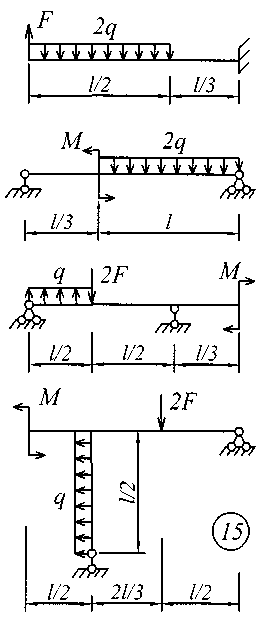 F
2q
l/2 l/3
M 2q
l/3 l
q 2F M
l/2 l/2 l/3
M 2F
q l/2
15
l/2 2l/3 l/2